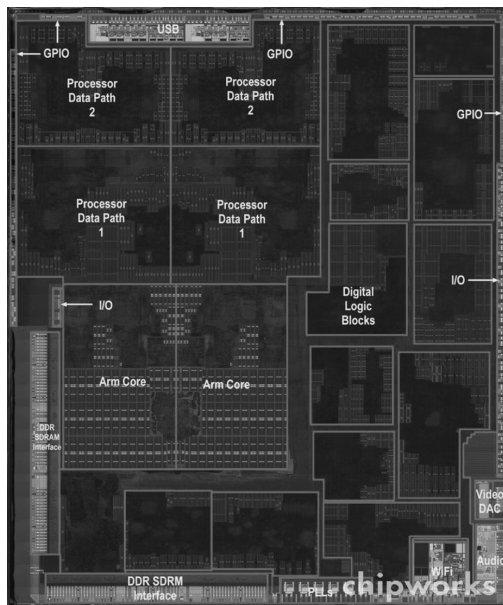 USB
GPIO
GPIO
Processor
Data Path
2
Processor
Data Path
2
GPIO
Processor
Data Path
1
Processor
Data Path
1
I/O
I/O
Digital
Logic
Blocks
Arm Core
Arm Core
DDR
SDRAM
Interface
Video
DAC
Audio
WiFi
DDR SDRM
Interface
PLLs
chipworks